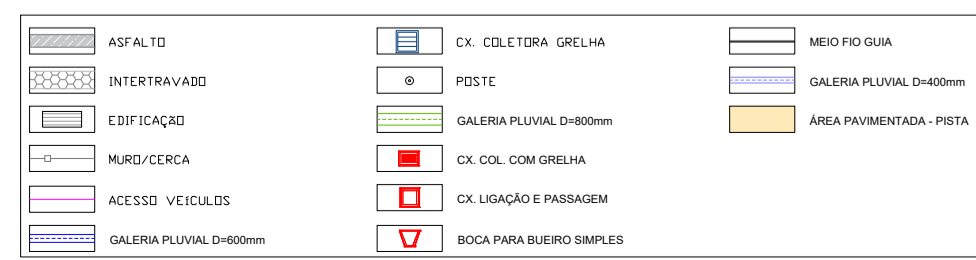 ASFALTO
INTERTRAVADO
EDIFICAÇÃO
MURO/CERCA
ACESSO VEÍCULOS
GALERIA PLUVIAL D=600mm
CX. COLETORA GRELHA
POSTE
GALERIA PLUVIAL D=800mm
CX. COL. COM GRELHA
CX. LIGAÇÃO E PASSAGEM
BOCA PARA BUEIRO SIMPLES
MEIO FIO GUIA
GALERIA PLUVIAL D=400mm
ÁREA PAVIMENTADA - PISTA